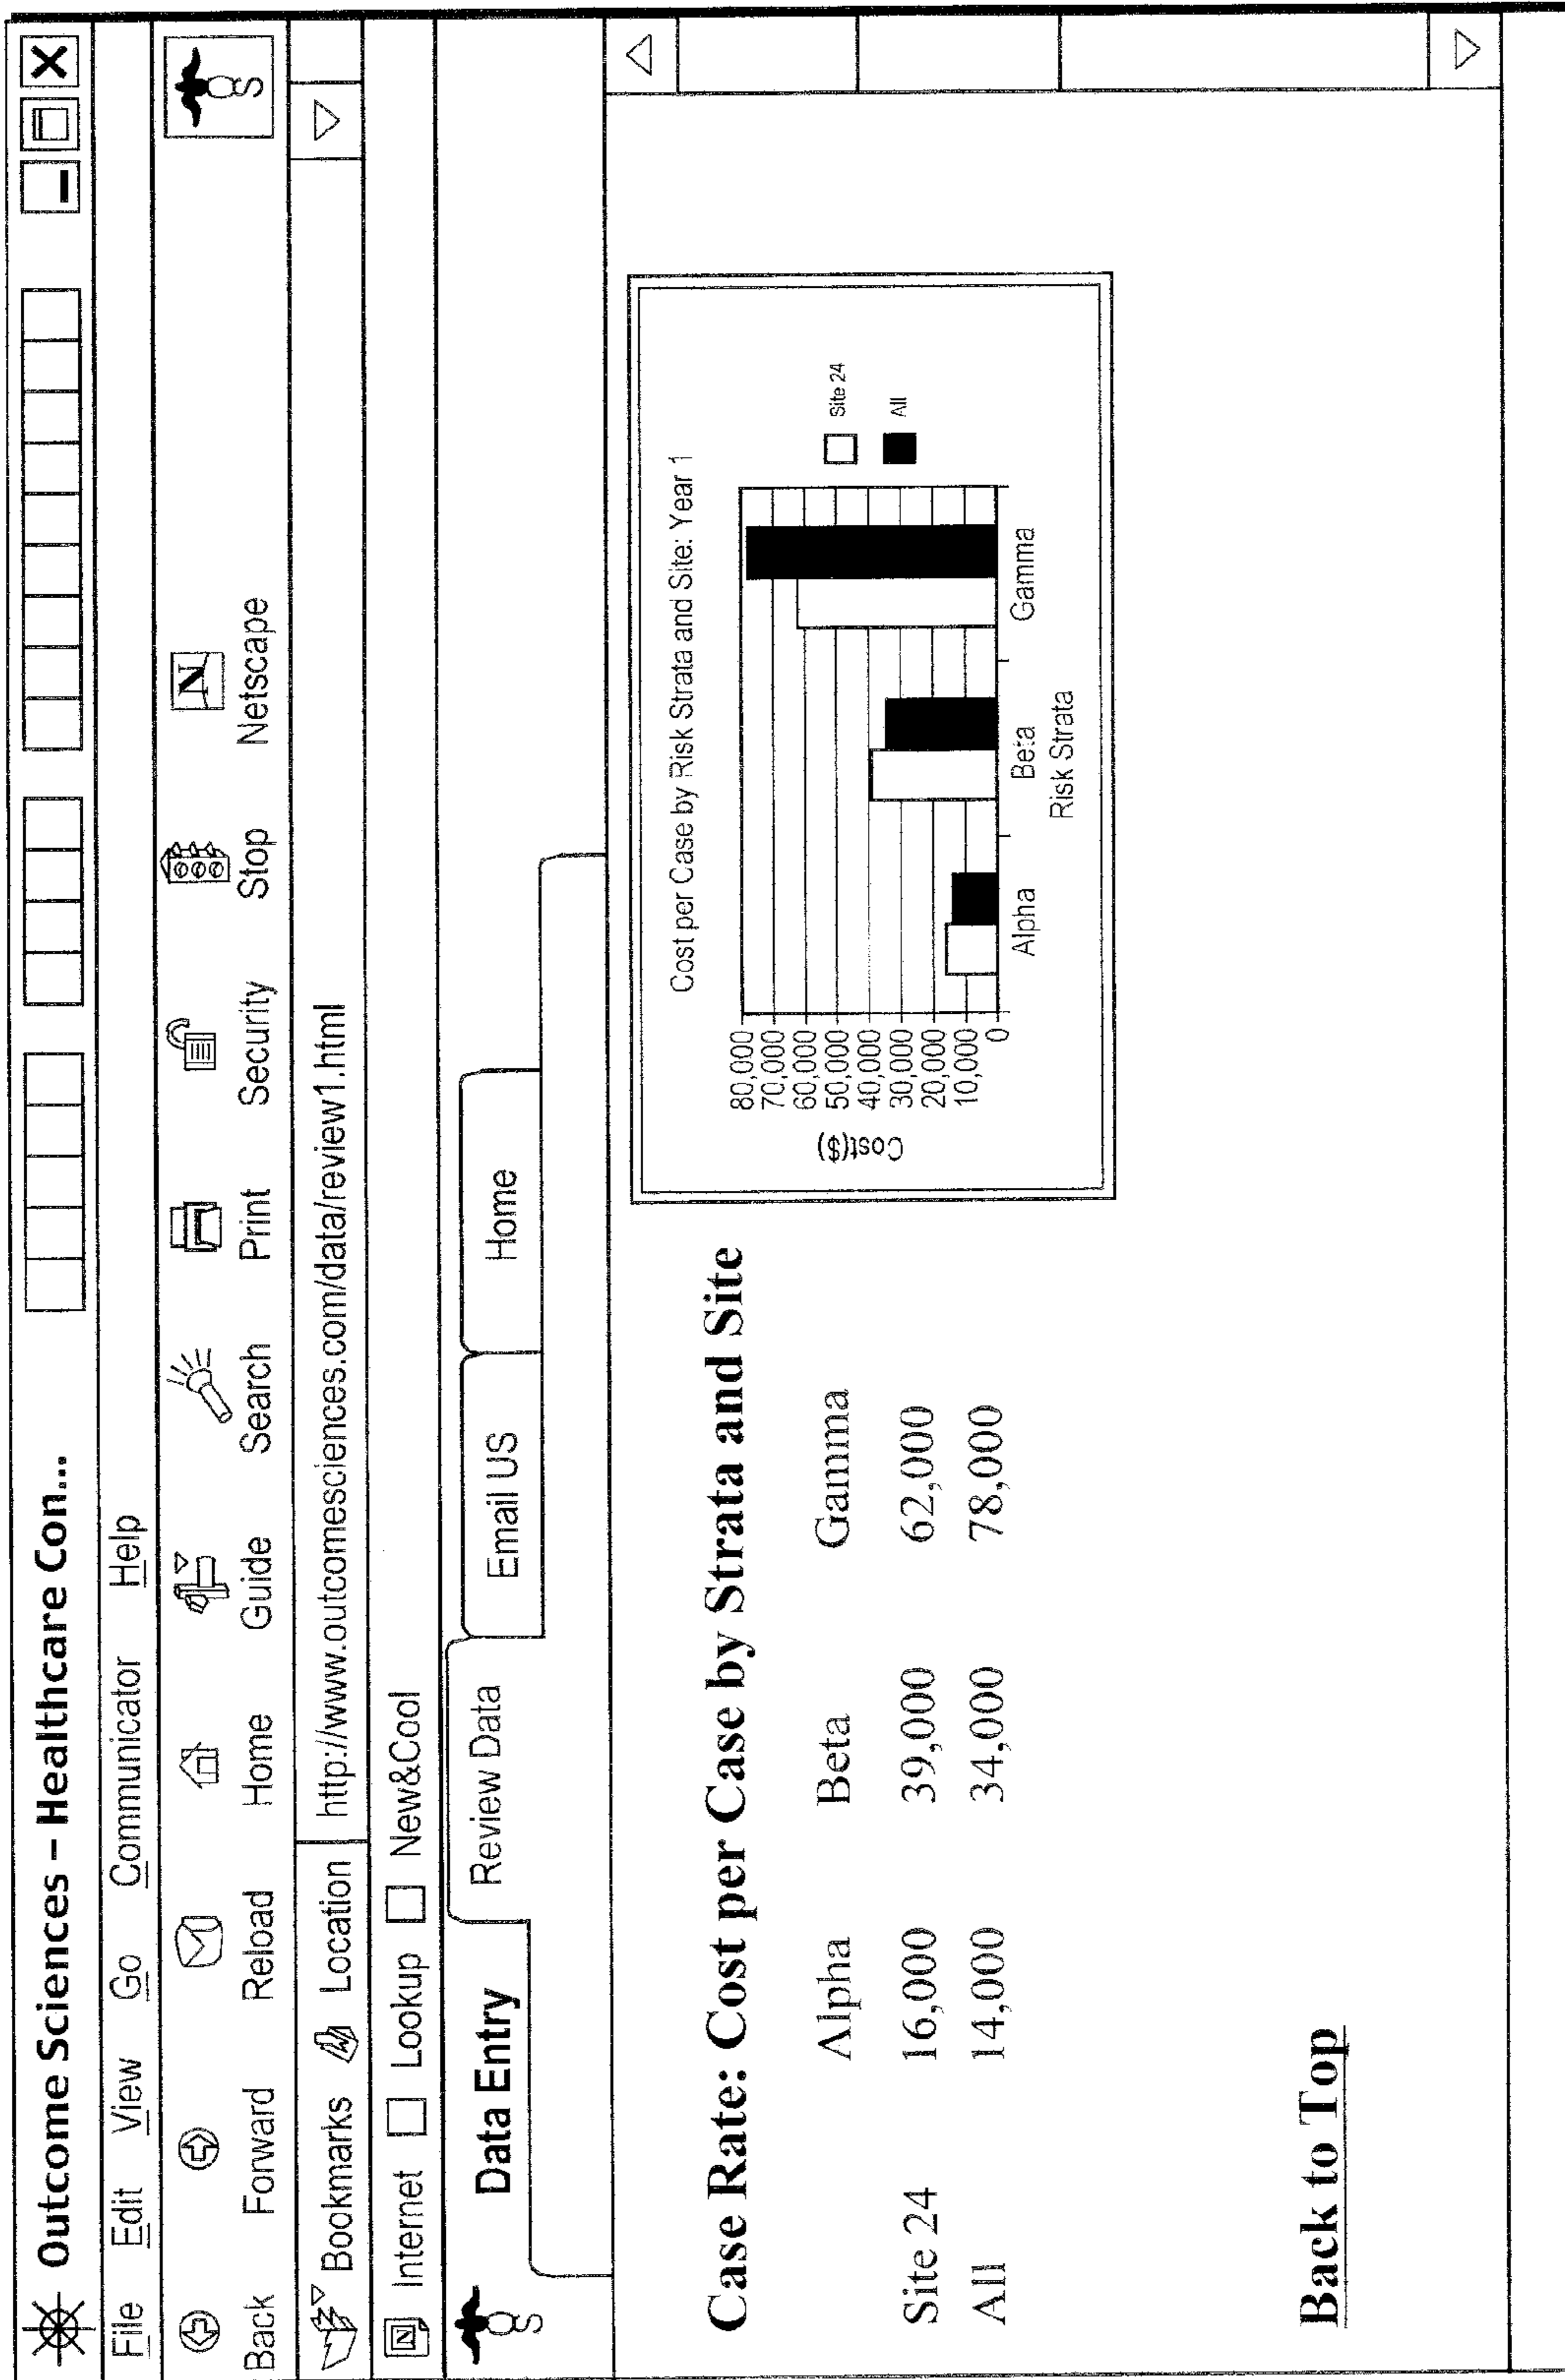 Outcome Sciences – Healthcare Con...
File Edit View Go Communicator Help
Back Forward Reload Home Guide Search Print Security Stop Netscape
S
Bookmarks Location http://www.outcomesciences.com/data/review1.html
N Internet Lookup New&Cool
S Data Entry Review Data Email US Home
Case Rate: Cost per Case by Strata and Site
Alpha Beta Gamma
Site 24 16,000 39,000 62,000
All 14,000 34,000 78,000
Cost per Case by Risk Strata and Site: Year 1
Cost($)
80,000
70,000
60,000
50,000
40,000
30,000
20,000
10,000
0
Alpha Beta Gamma
Risk Strata
Site 24
All
Back to Top